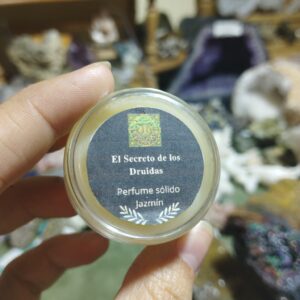 El Secreto de los
Druidas
Perfume sólido
Jazmín